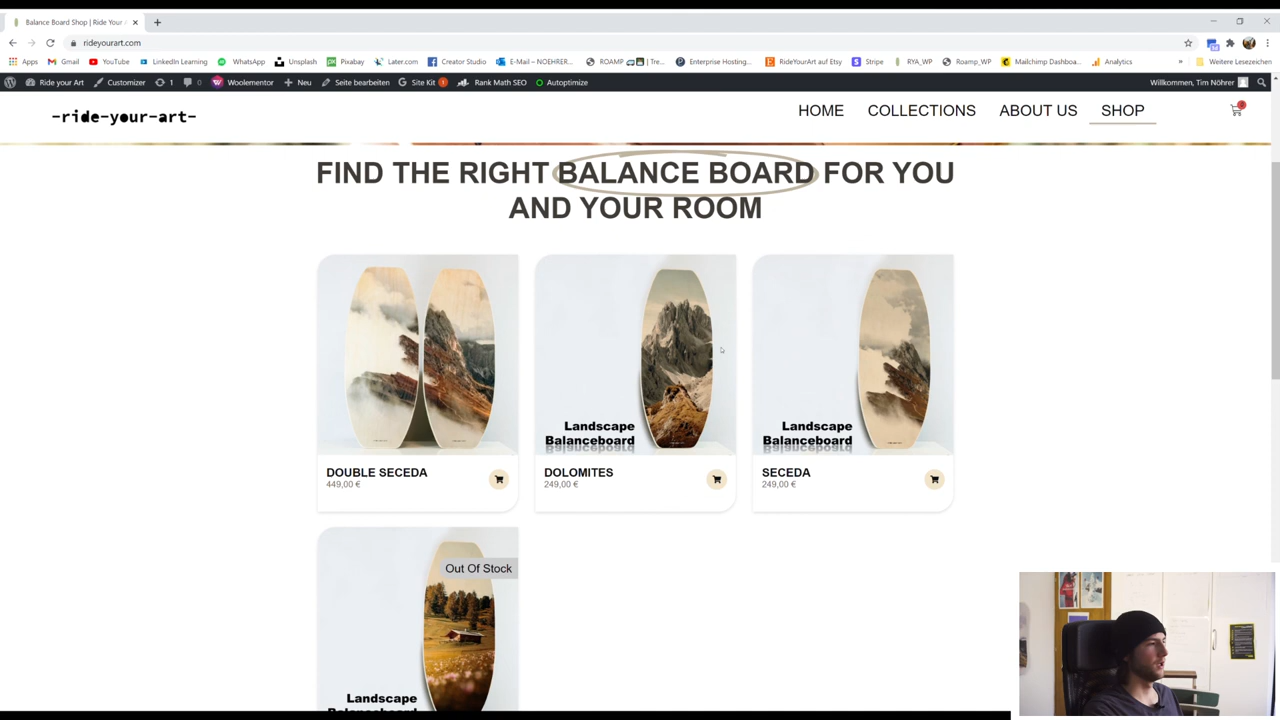 Balance Board Shop | Ride Your
rideyourart.com
Apps
Gmail
YouTube
LinkedIn Learning
WhatsApp
Unsplash
Pixabay
Later.com
Creator Studio
E-Mail – NOEHRER...
ROAMP
| Tre...
Enterprise Hosting...
RideYourArt auf Etsy
Stripe
RYA_WP
Roamp_WP
Mailchimp Dashboa...
Analytics
»
Weitere Lesezeichen
Ride your Art
Customizer
1
0
Woolementor
Neu
Seite bearbeiten
Site Kit
Rank Math SEO
Autoptimize
Willkommen, Tim Nöhrer
-ride-your-art-
HOME
COLLECTIONS
ABOUT US
SHOP
0
FIND THE RIGHT BALANCE BOARD FOR YOU
AND YOUR ROOM
Landscape
Balanceboard
Landscape
Balanceboard
DOUBLE SECEDA
449,00 €
DOLOMITES
249,00 €
SECEDA
249,00 €
Out Of Stock
Landscape
Balanceboard